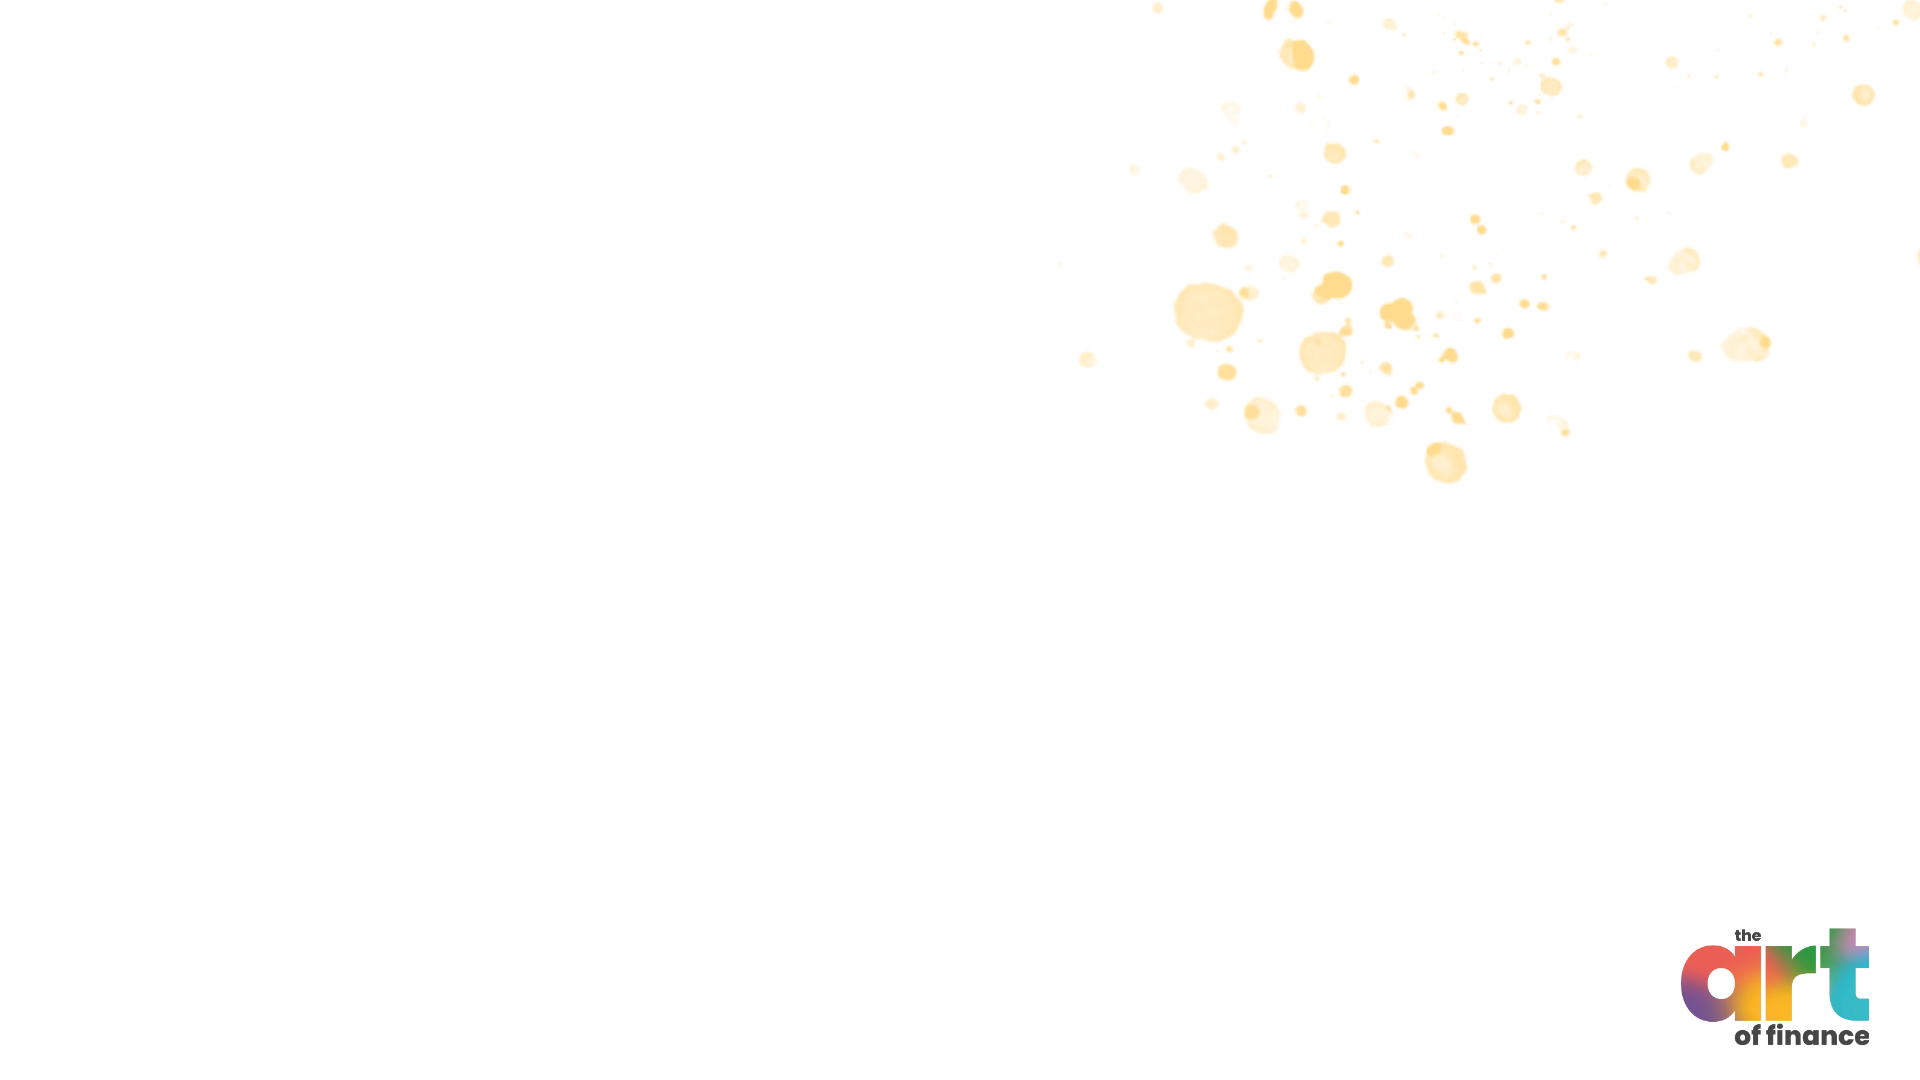 the
art
of finance